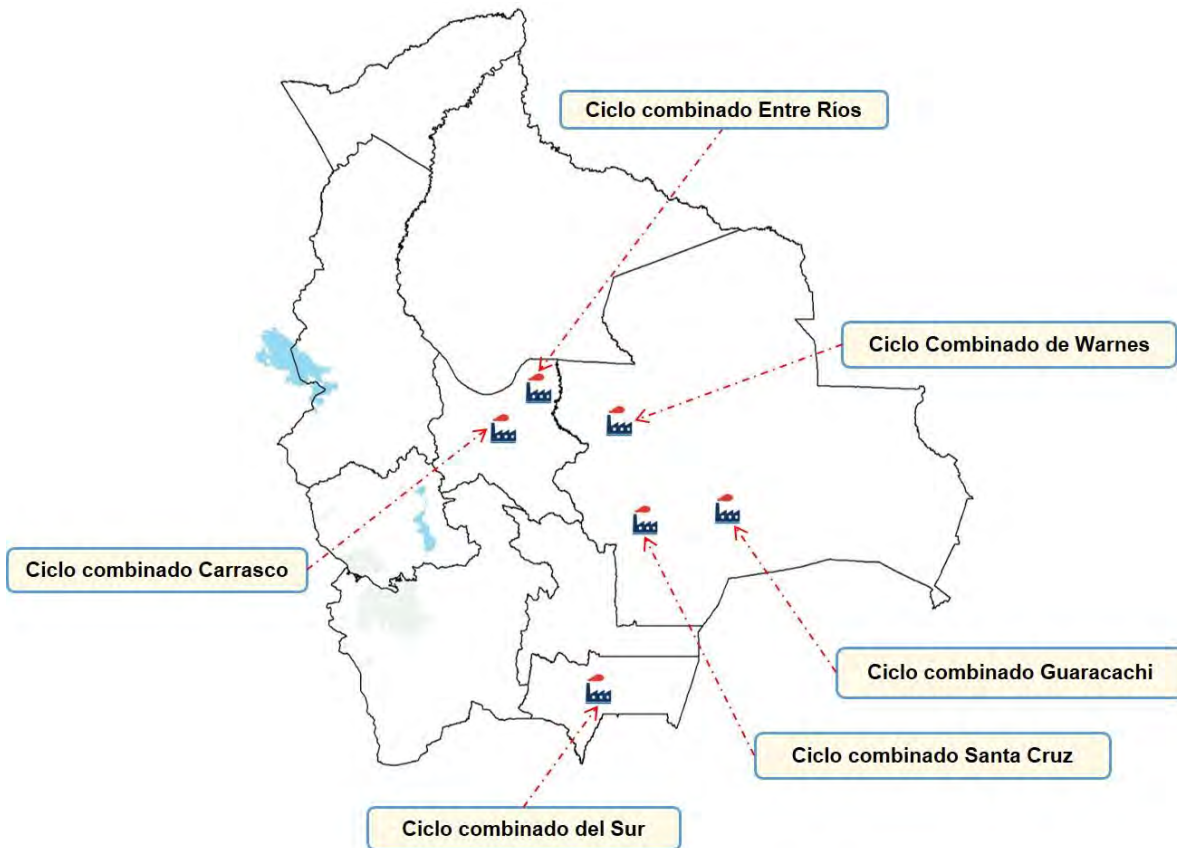 Ciclo combinado Entre Ríos
Ciclo Combinado de Warnes
Ciclo combinado Carrasco
Ciclo combinado Guaracachi
Ciclo combinado Santa Cruz
Ciclo combinado del Sur